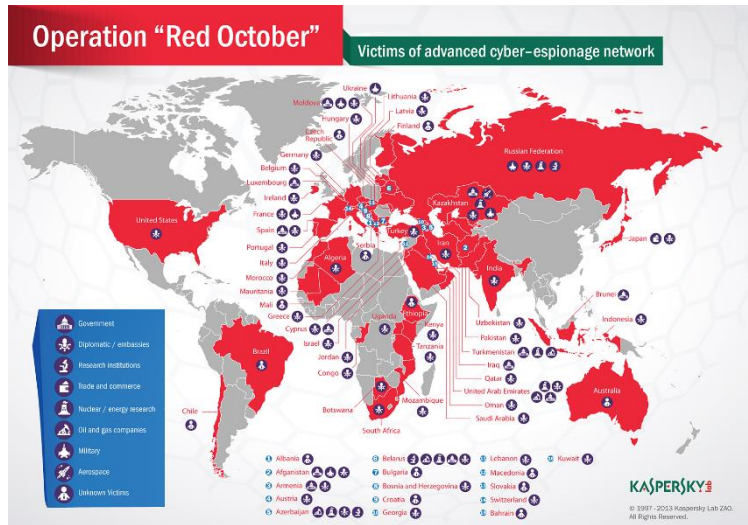 Operation “Red October”
Victims of advanced cyber–espionage network
Ukraine
Moldova
Lithuania
Hungary
Latvia
Czech
Republic
Finland
Germany
Belgium
Luxembourg
Ireland
France
Spain
Portugal
Italy
Morocco
Mauritania
Mali
Greece
Cyprus
Israel
Jordan
Congo
Botswana
South Africa
Mozambique
Tanzania
Kenya
Ethiopia
Uganda
Algeria
Serbia
Turkey
Iran
Kazakhstan
Russian Federation
India
Japan
Brunei
Indonesia
Uzbekistan
Pakistan
Turkmenistan
Iraq
Qatar
United Arab Emirates
Oman
Saudi Arabia
Australia
United States
Brazil
Chile
Government
Diplomatic / embassies
Research institutions
Trade and commerce
Nuclear / energy research
Oil and gas companies
Military
Aerospace
Unknown Victims
1 Albania
2 Afganistan
3 Armenia
4 Austria
5 Azerbaijan
6 Belarus
7 Bulgaria
8 Bosnia and Herzegovina
9 Croatia
10 Georgia
11 Lebanon
12 Macedonia
13 Slovakia
14 Switzerland
15 Bahrain
16 Kuwait
KASPERSKY lab
© 1997 - 2013 Kaspersky Lab ZAO.
All Rights Reserved.